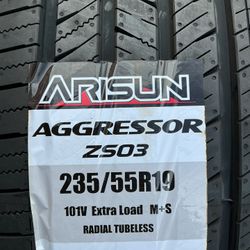 ARISUN
AGGRESSOR
ZS03
235/55R19
101V Extra Load M+S
RADIAL TUBELESS